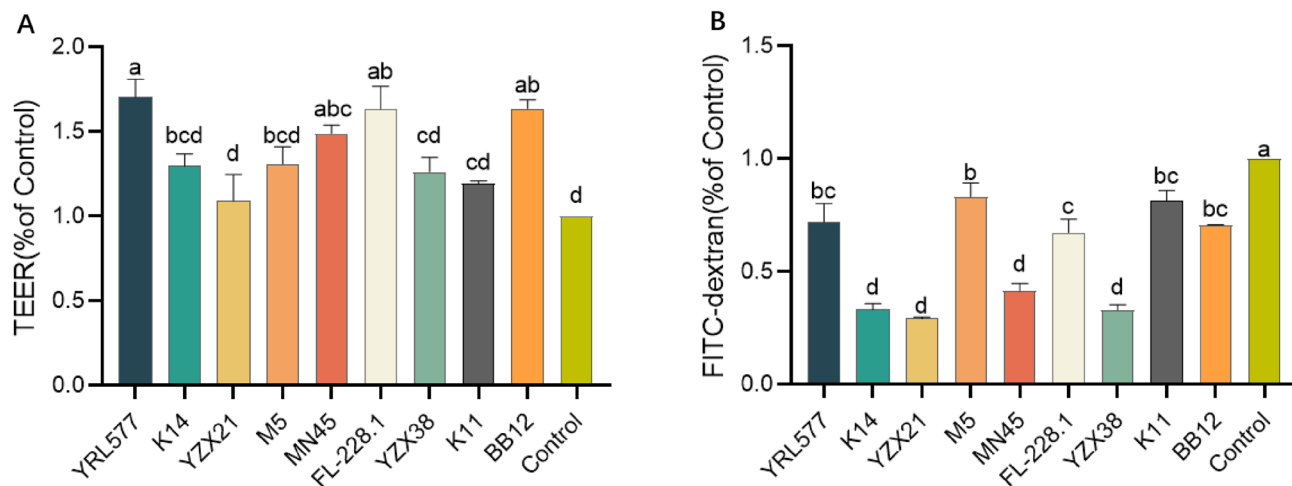 A
TEER(%of Control)
2.0
1.5
1.0
0.5
0.0
a
bcd
d
bcd
abc
ab
cd
cd
ab
d
YRL577
K14
YZX21
M5
MN45
FL-228.1
YZX38
K11
BB12
Control
B
FITC-dextran(%of Control)
1.5
1.0
0.5
0.0
bc
d
d
b
d
c
d
bc
bc
a
YRL577
K14
YZX21
M5
MN45
FL-228.1
YZX38
K11
BB12
Control